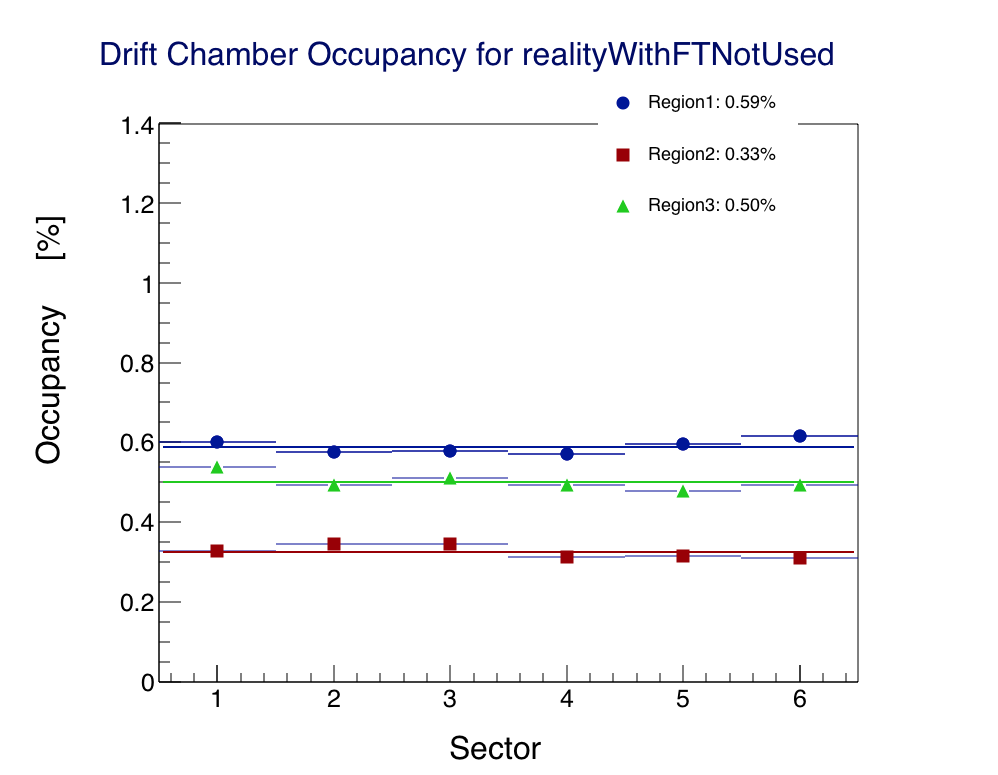 Drift Chamber Occupancy for realityWithFTNotUsed
Region1: 0.59%
Region2: 0.33%
Region3: 0.50%
Occupancy [%]
1.4
1.2
1
0.8
0.6
0.4
0.2
0
1 2 3 4 5 6
Sector